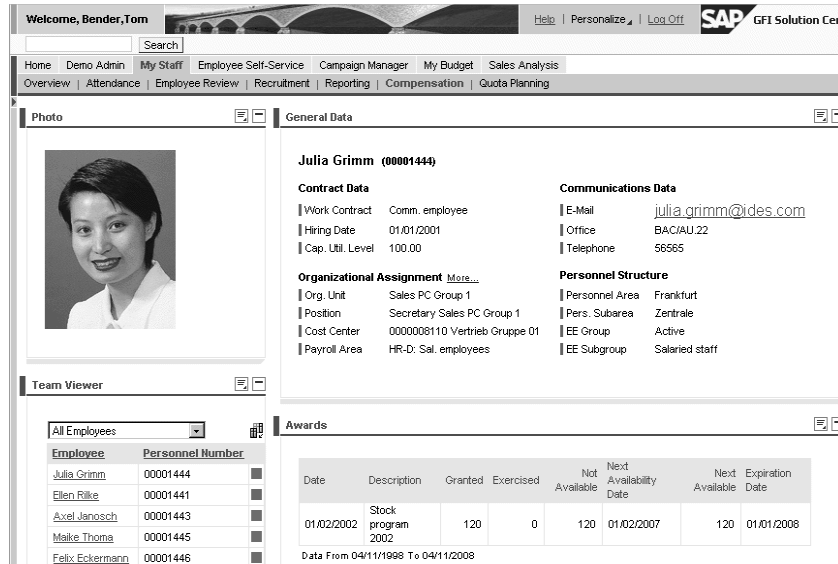 Welcome, Bender,Tom
Help | Personalize | Log Off
SAP
GFI Solution Cen
Search
Home Demo Admin My Staff Employee Self-Service Campaign Manager My Budget Sales Analysis
Overview | Attendance | Employee Review | Recruitment | Reporting | Compensation | Quota Planning
Photo
General Data
Julia Grimm (00001444)
Contract Data
Work Contract Comm. employee
Hiring Date 01/01/2001
Cap. Util. Level 100.00
Communications Data
E-Mail julia.grimm@ides.com
Office BAC/AU.22
Telephone 56565
Organizational Assignment More...
Org. Unit Sales PC Group 1
Position Secretary Sales PC Group 1
Cost Center 0000008110 Vertrieb Gruppe 01
Payroll Area HR-D: Sal. employees
Personnel Structure
Personnel Area Frankfurt
Pers. Subarea Zentrale
EE Group Active
EE Subgroup Salaried staff
Team Viewer
All Employees
Employee Personnel Number
Julia Grimm 00001444
Ellen Rilke 00001441
Axel Janosch 00001443
Maike Thoma 00001445
Felix Eckermann 00001446
Awards
Date Description Granted Exercised Not Available Next Availability Date Next Available Expiration Date
01/02/2002 Stock program 2002 120 0 120 01/02/2007 120 01/01/2008
Data From 04/11/1998 To 04/11/2008